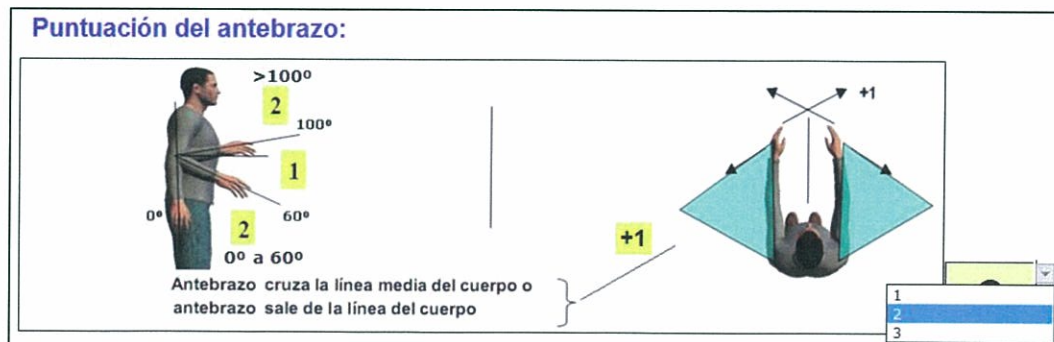 Puntuación del antebrazo:
>100º
2
100º
1
0º
60º
2
0º a 60º
+1
+1
Antebrazo cruza la línea media del cuerpo o
antebrazo sale de la línea del cuerpo
1
2
3